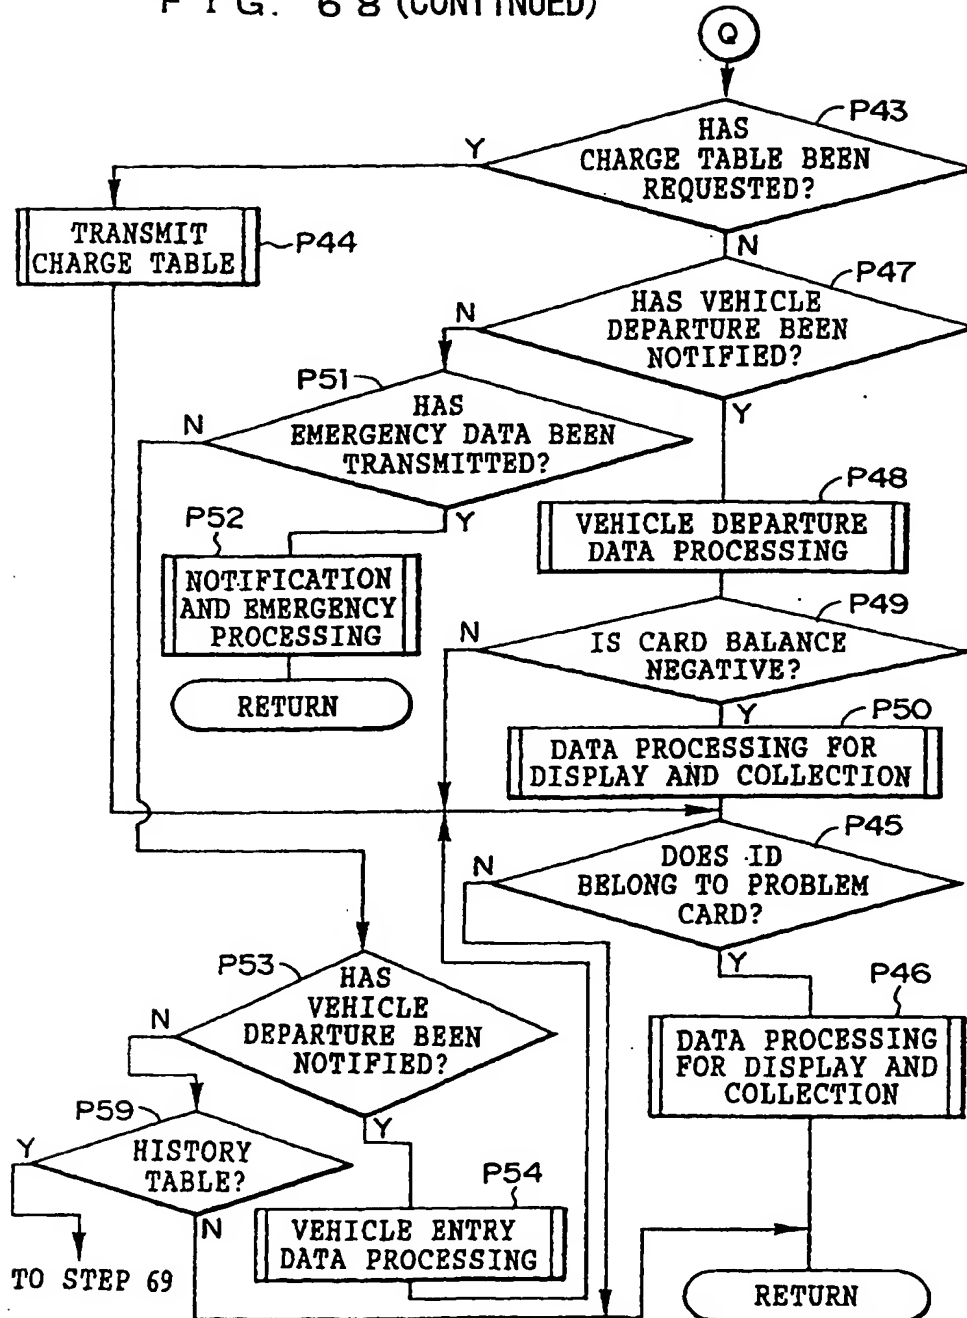 FIG. 68 (CONTINUED)
Q
P43
HAS
CHARGE TABLE BEEN
REQUESTED?
Y
N
TRANSMIT
CHARGE TABLE
P44
P47
HAS VEHICLE
DEPARTURE BEEN
NOTIFIED?
N
Y
P51
HAS
EMERGENCY DATA BEEN
TRANSMITTED?
N
Y
P48
VEHICLE DEPARTURE
DATA PROCESSING
P52
NOTIFICATION
AND EMERGENCY
PROCESSING
RETURN
P49
IS CARD BALANCE
NEGATIVE?
N
Y
P50
DATA PROCESSING FOR
DISPLAY AND COLLECTION
P45
DOES ID
BELONG TO PROBLEM
CARD?
N
Y
P53
HAS
VEHICLE
DEPARTURE BEEN
NOTIFIED?
N
Y
P46
DATA PROCESSING
FOR DISPLAY AND
COLLECTION
P59
HISTORY
TABLE?
Y
N
P54
VEHICLE ENTRY
DATA PROCESSING
TO STEP 69
RETURN